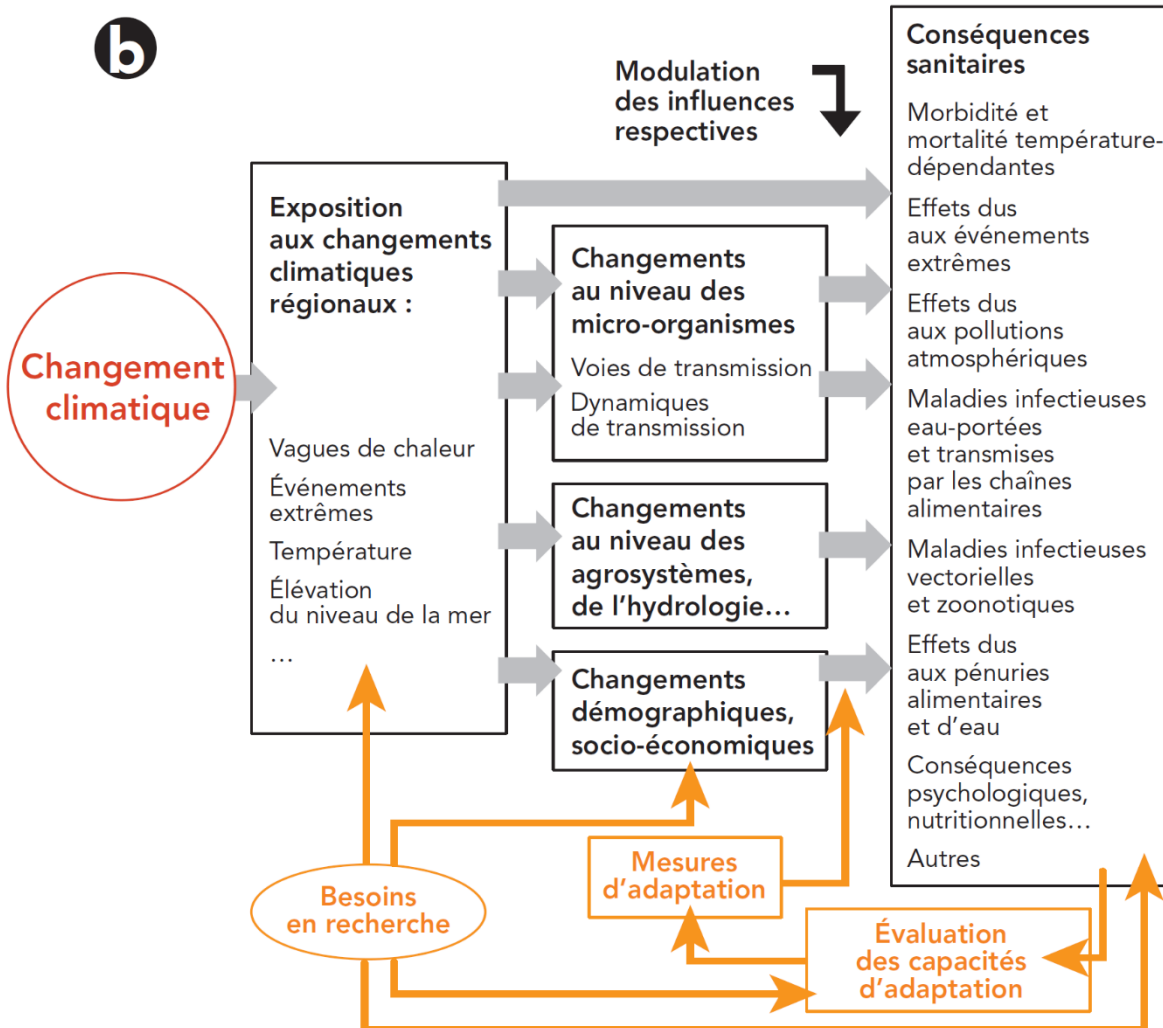 b
Modulation
des influences
respectives
Changement
climatique
Exposition
aux changements
climatiques
régionaux :
Vagues de chaleur
Événements
extrêmes
Température
Élévation
du niveau de la mer
…
Changements
au niveau des
micro-organismes
Voies de transmission
Dynamiques
de transmission
Changements
au niveau des
agrosystèmes,
de l’hydrologie…
Changements
démographiques,
socio-économiques
Conséquences
sanitaires
Morbidité et
mortalité température-
dépendantes
Effets dus
aux événements
extrêmes
Effets dus
aux pollutions
atmosphériques
Maladies infectieuses
eau-portées
et transmises
par les chaînes
alimentaires
Maladies infectieuses
vectorielles
et zoonotiques
Effets dus
aux pénuries
alimentaires
et d’eau
Conséquences
psychologiques,
nutritionnelles…
Autres
Besoins
en recherche
Mesures
d’adaptation
Évaluation
des capacités
d’adaptation